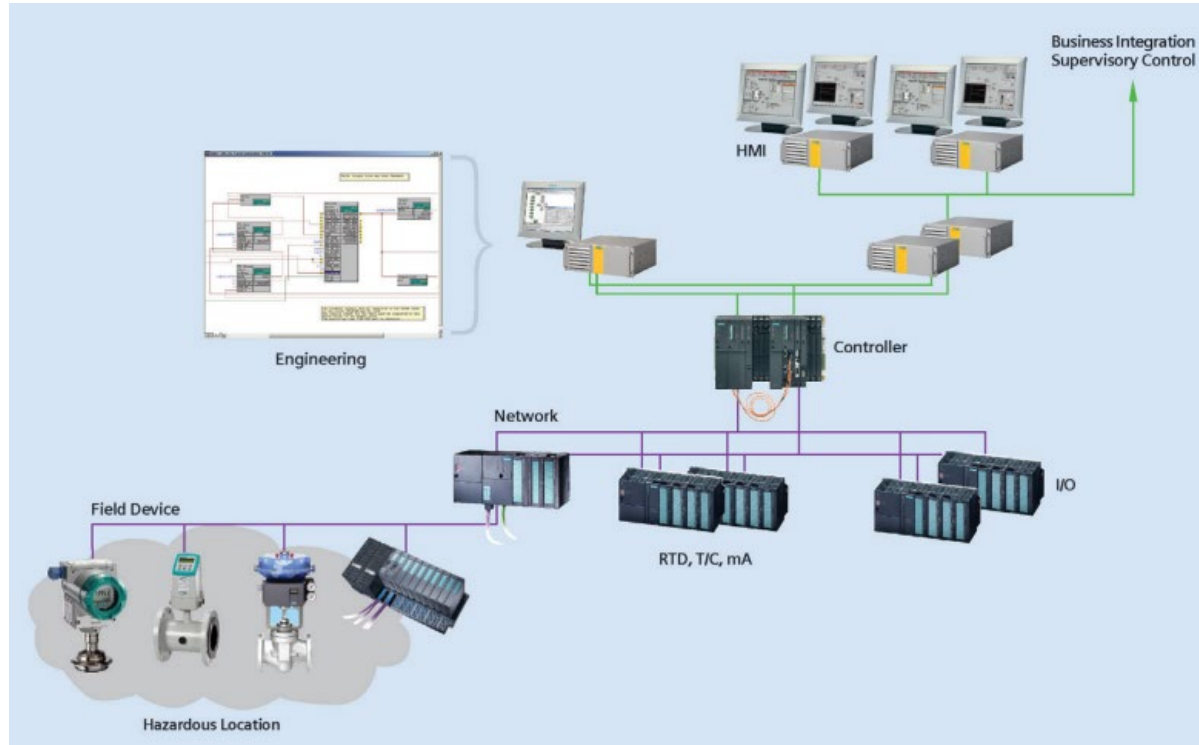 Business Integration
Supervisory Control
HMI
Engineering
Controller
Network
I/O
Field Device
RTD, T/C, mA
Hazardous Location